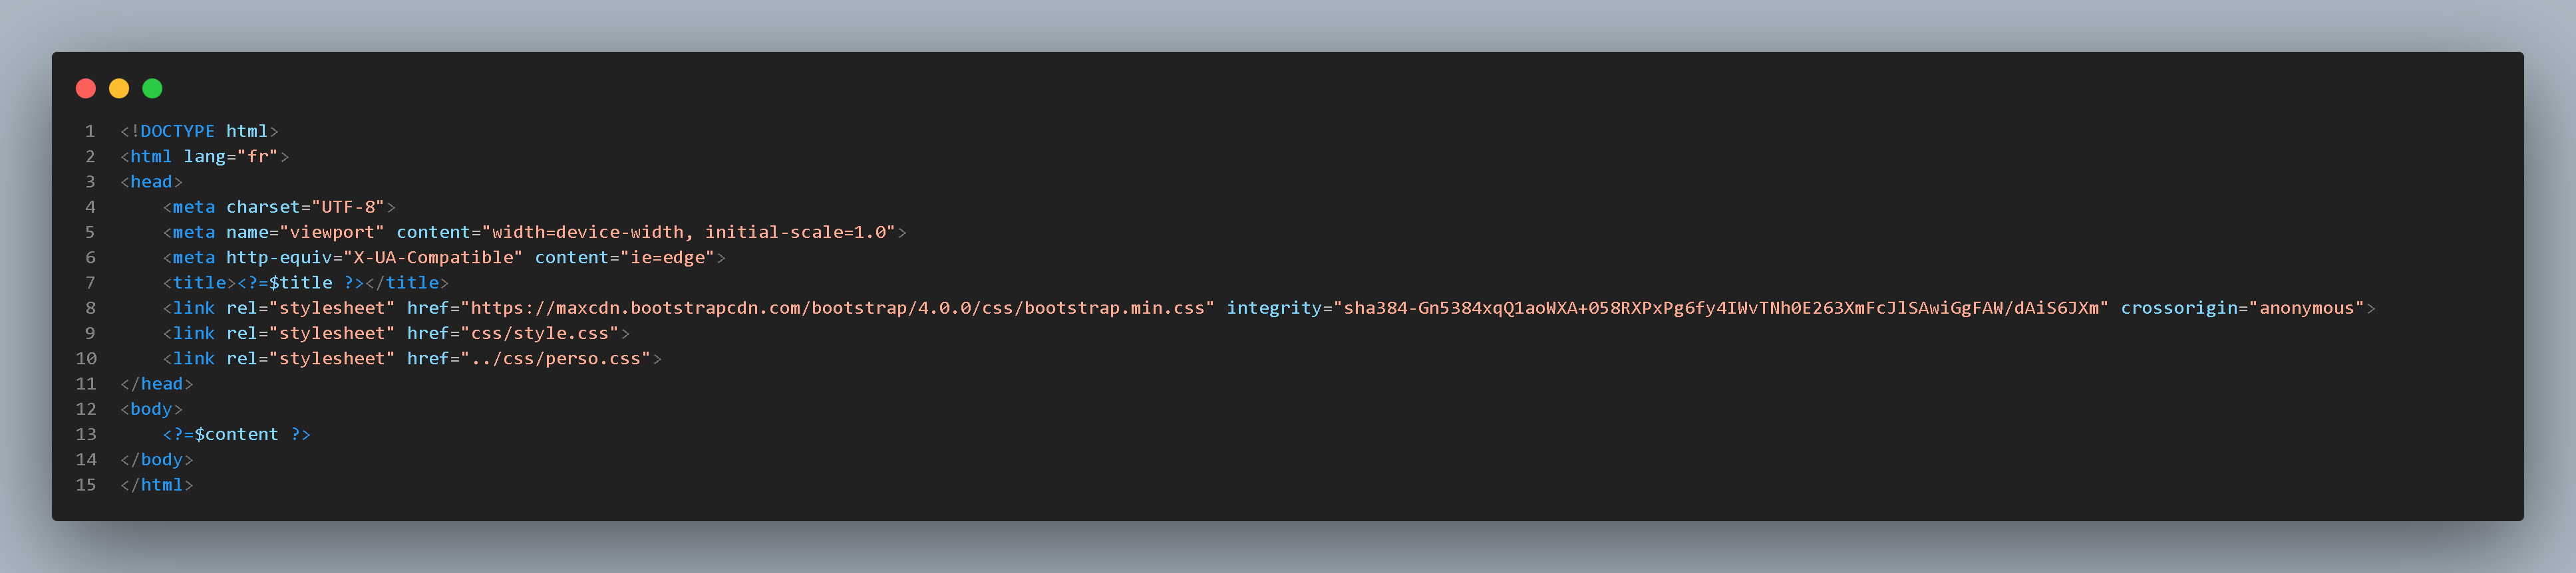 1 <!DOCTYPE html>
2 <html lang="fr">
3 <head>
4 <meta charset="UTF-8">
5 <meta name="viewport" content="width=device-width, initial-scale=1.0">
6 <meta http-equiv="X-UA-Compatible" content="ie=edge">
7 <title><?=$title ?></title>
8 <link rel="stylesheet" href="https://maxcdn.bootstrapcdn.com/bootstrap/4.0.0/css/bootstrap.min.css" integrity="sha384-Gn5384xqQ1aoWXA+058RXPxPg6fy4IWvTNh0E263XmFcJlSAwiGgFAW/dAiS6JXm" crossorigin="anonymous">
9 <link rel="stylesheet" href="css/style.css">
10 <link rel="stylesheet" href="../css/perso.css">
11 </head>
12 <body>
13 <?=$content ?>
14 </body>
15 </html>